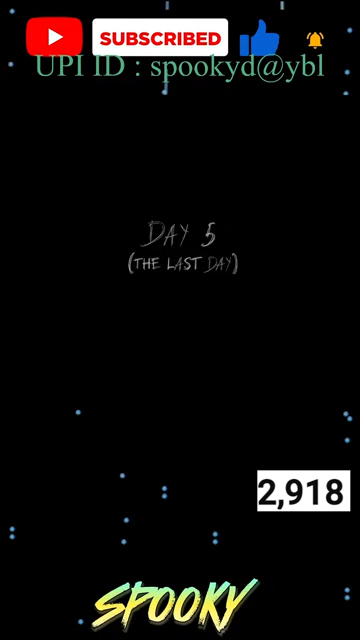 SUBSCRIBED
UPI ID : spookyd@ybl
DAY 5
(THE LAST DAY)
2,918
SPOOKY